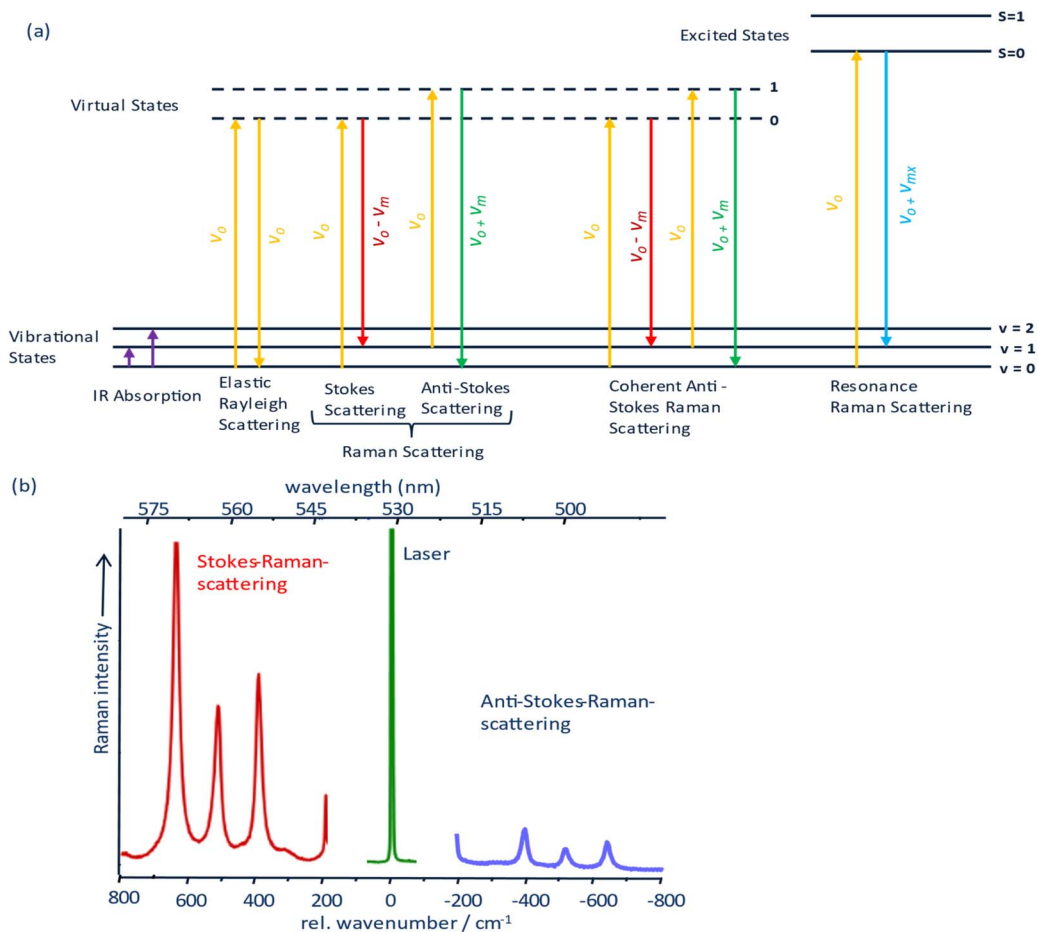 (a)
S=1
Excited States
S=0
Virtual States
1
0
V₀
V₀
V₀
V₀ - Vₘ
V₀
V₀ + Vₘ
V₀
V₀ - Vₘ
V₀
V₀ + Vₘ
V₀
V₀ + Vₘₓ
Vibrational
States
v = 2
v = 1
v = 0
IR Absorption
Elastic
Rayleigh
Scattering
Stokes
Scattering
Anti-Stokes
Scattering
Raman Scattering
Coherent Anti -
Stokes Raman
Scattering
Resonance
Raman Scattering
(b)
wavelength (nm)
575 560 545 530 515 500
Raman intensity
Stokes-Raman-
scattering
Laser
Anti-Stokes-Raman-
scattering
800 600 400 200 0 -200 -400 -600 -800
rel. wavenumber / cm⁻¹